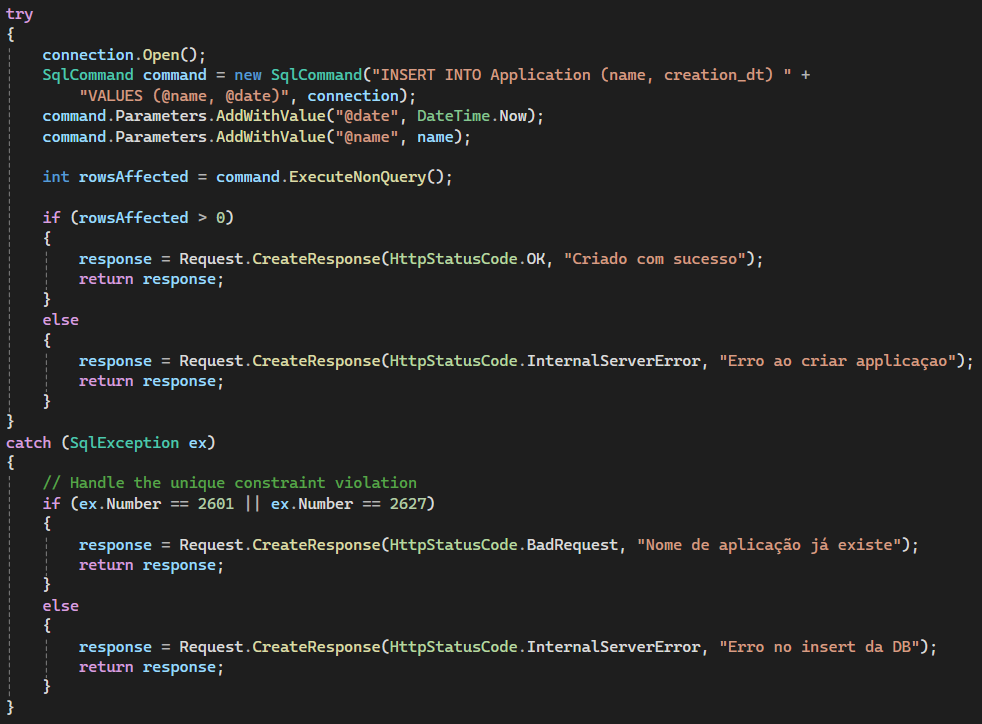 try
{
    connection.Open();
    SqlCommand command = new SqlCommand("INSERT INTO Application (name, creation_dt) " +
        "VALUES (@name, @date)", connection);
    command.Parameters.AddWithValue("@date", DateTime.Now);
    command.Parameters.AddWithValue("@name", name);

    int rowsAffected = command.ExecuteNonQuery();

    if (rowsAffected > 0)
    {
        response = Request.CreateResponse(HttpStatusCode.OK, "Criado com sucesso");
        return response;
    }
    else
    {
        response = Request.CreateResponse(HttpStatusCode.InternalServerError, "Erro ao criar applicaçao");
        return response;
    }
}
catch (SqlException ex)
{
    // Handle the unique constraint violation
    if (ex.Number == 2601 || ex.Number == 2627)
    {
        response = Request.CreateResponse(HttpStatusCode.BadRequest, "Nome de aplicação já existe");
        return response;
    }
    else
    {
        response = Request.CreateResponse(HttpStatusCode.InternalServerError, "Erro no insert da DB");
        return response;
    }
}